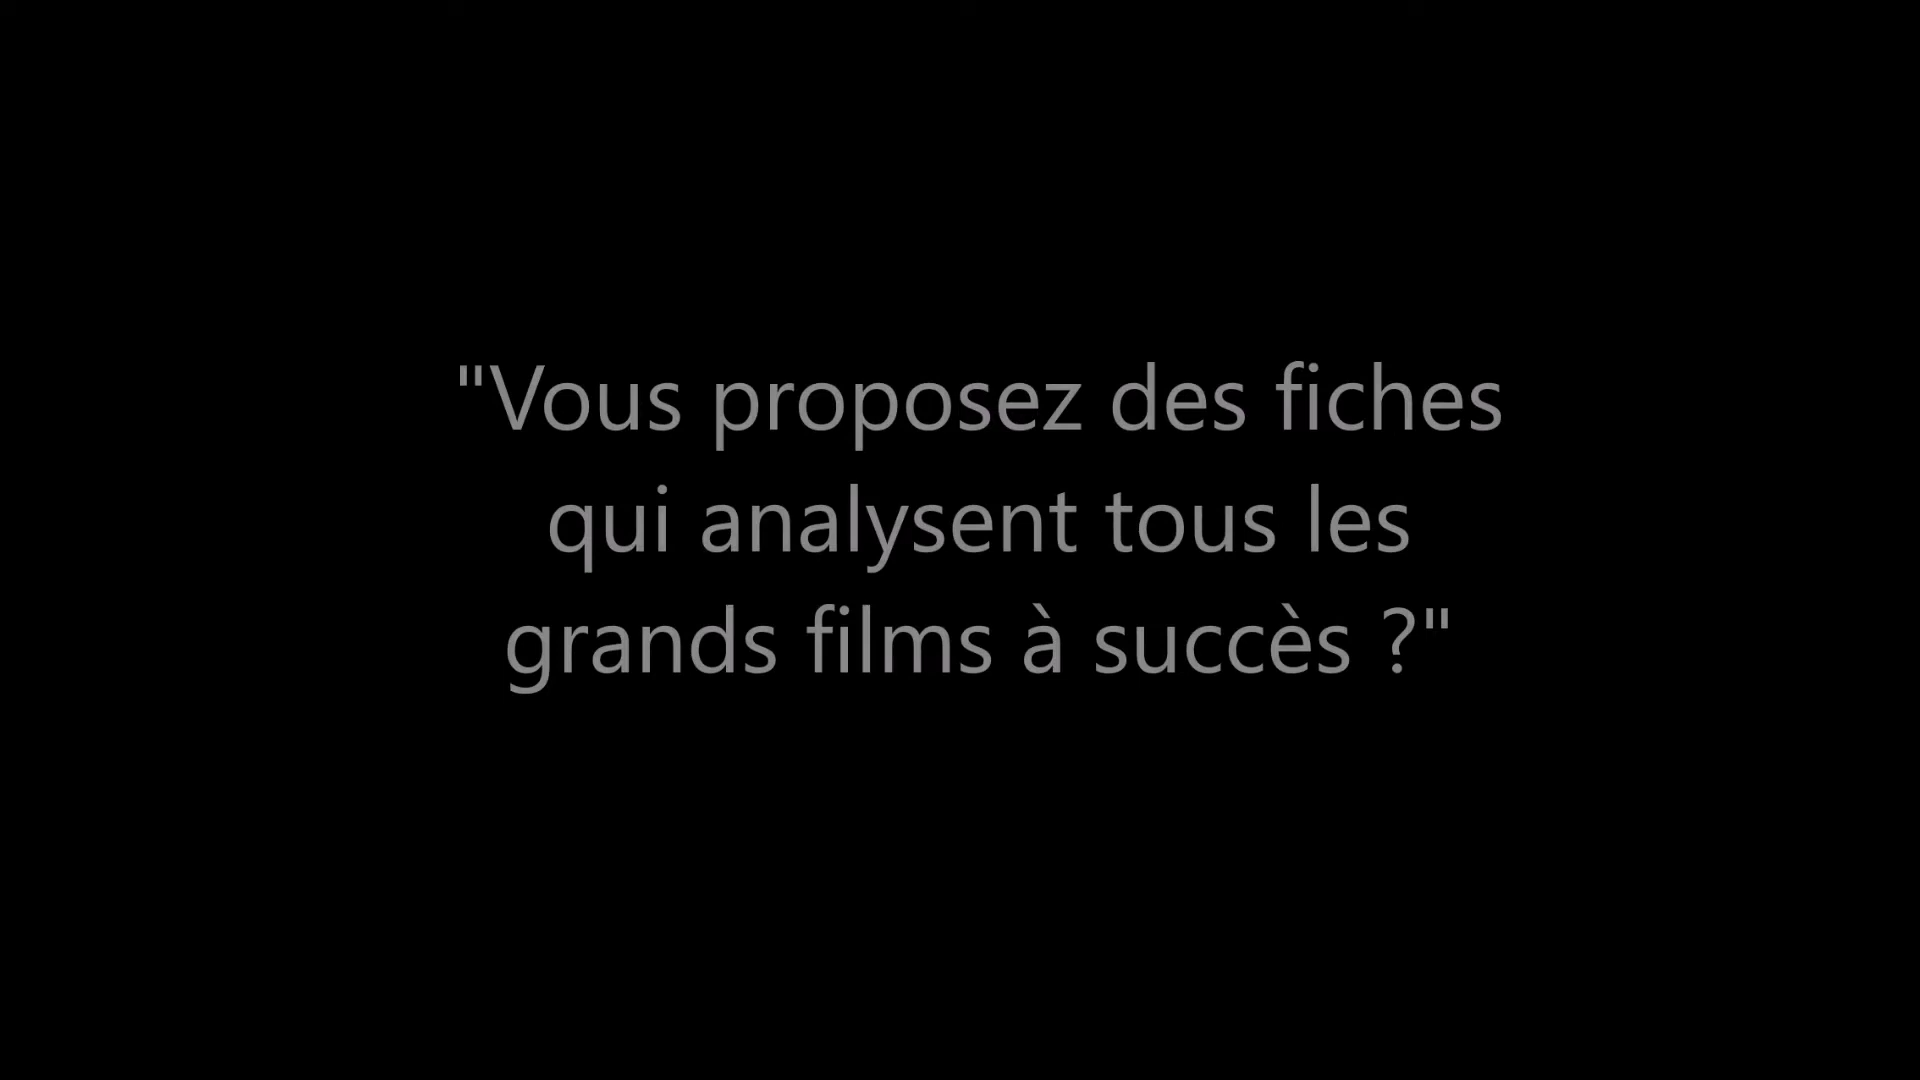 "Vous proposez des fiches
qui analysent tous les
grands films à succès ?"